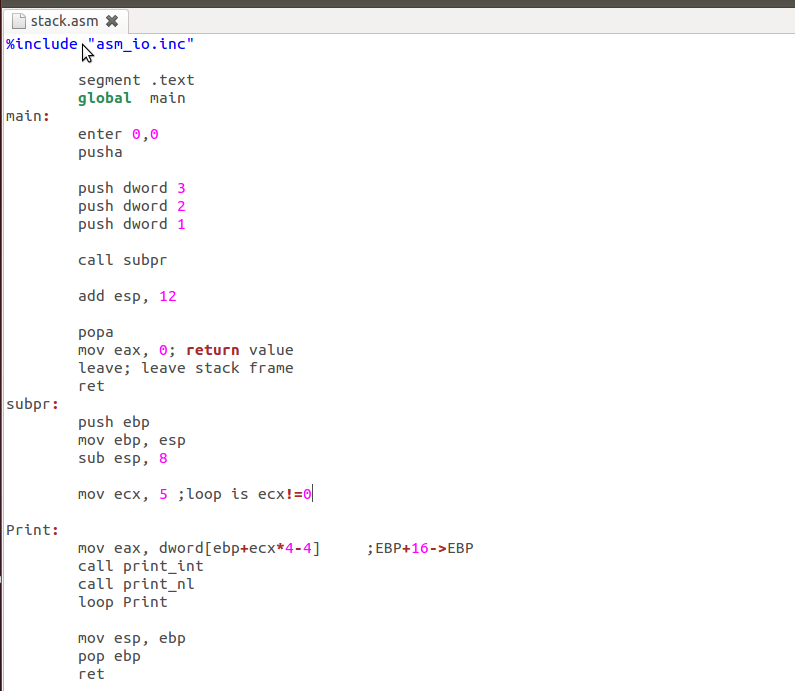 stack.asm
%include "asm_io.inc"
segment .text
global main
main:
enter 0,0
pusha
push dword 3
push dword 2
push dword 1
call subpr
add esp, 12
popa
mov eax, 0; return value
leave; leave stack frame
ret
subpr:
push ebp
mov ebp, esp
sub esp, 8
mov ecx, 5 ;loop is ecx!=0
Print:
mov eax, dword[ebp+ecx*4-4] ;EBP+16->EBP
call print_int
call print_nl
loop Print
mov esp, ebp
pop ebp
ret